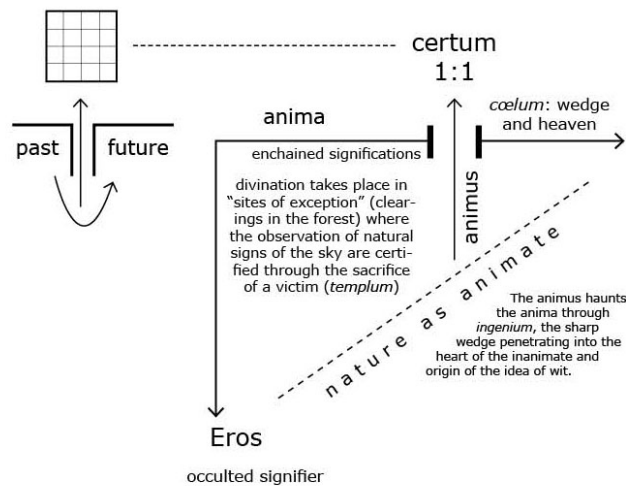 certum
1:1
past
future
anima
enchained significations
cœlum: wedge
and heaven
divination takes place in
“sites of exception” (clear-
ings in the forest) where
the observation of natural
signs of the sky are certi-
fied through the sacrifice
of a victim (templum)
animus
nature as animate
The animus haunts
the anima through
ingenium, the sharp
wedge penetrating into the
heart of the inanimate and
origin of the idea of wit.
Eros
occulted signifier